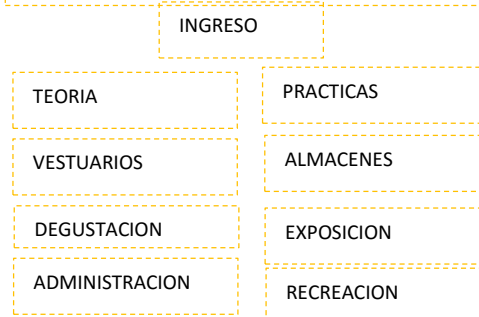 INGRESO
TEORIA
PRACTICAS
VESTUARIOS
ALMACENES
DEGUSTACION
EXPOSICION
ADMINISTRACION
RECREACION